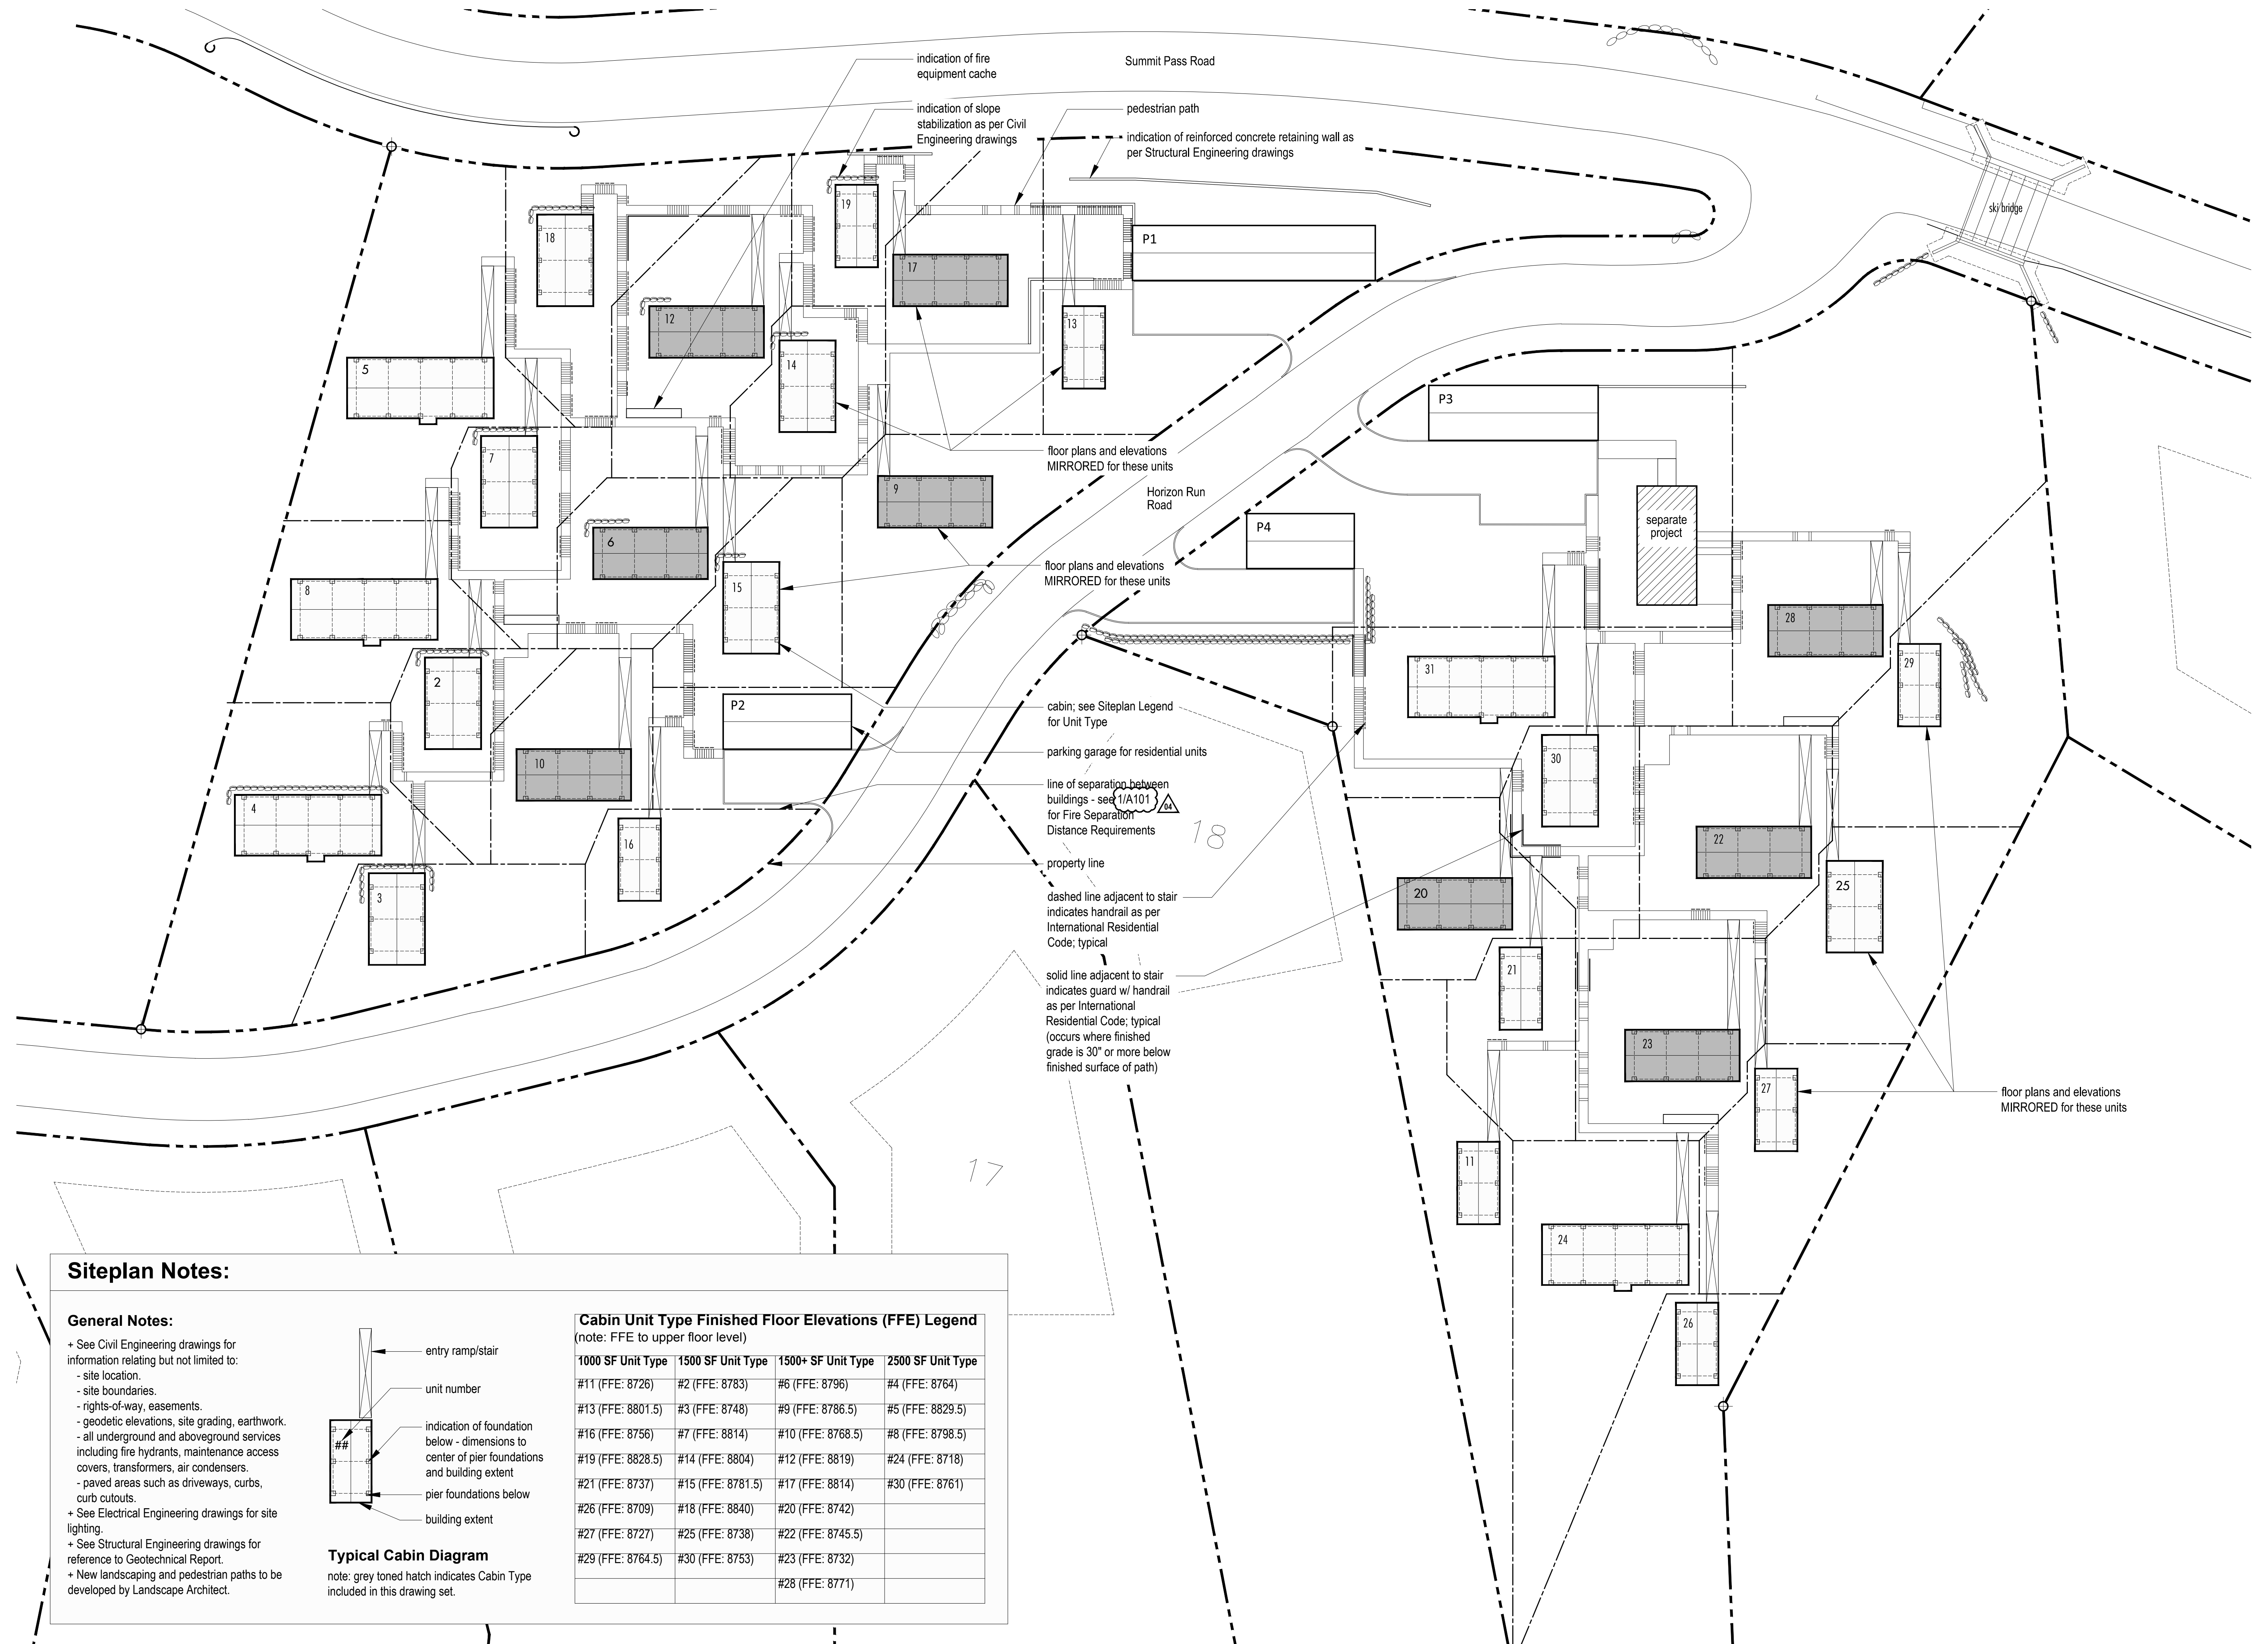 Summit Pass Road
indication of fire
equipment cache
indication of slope
stabilization as per Civil
Engineering drawings
pedestrian path
indication of reinforced concrete retaining wall as
per Structural Engineering drawings
ski bridge
19
18
17
P1
12
13
14
5
P3
7
floor plans and elevations
MIRRORED for these units
9
Horizon Run
Road
P4
separate
project
6
15
floor plans and elevations
MIRRORED for these units
8
28
31
29
2
P2
cabin; see Siteplan Legend
for Unit Type
parking garage for residential units
10
30
line of separation between
buildings - see 1/A101
04
for Fire Separation
Distance Requirements
4
16
18
22
property line
3
20
25
dashed line adjacent to stair
indicates handrail as per
International Residential
Code; typical
21
solid line adjacent to stair
indicates guard w/ handrail
as per International
Residential Code; typical
(occurs where finished
grade is 30" or more below
finished surface of path)
23
27
floor plans and elevations
MIRRORED for these units
17
11
24
26
Siteplan Notes:
General Notes:
+ See Civil Engineering drawings for
information relating but not limited to:
- site location.
- site boundaries.
- rights-of-way, easements.
- geodetic elevations, site grading, earthwork.
- all underground and aboveground services
including fire hydrants, maintenance access
covers, transformers, air condensers.
- paved areas such as driveways, curbs,
curb cutouts.
+ See Electrical Engineering drawings for site
lighting.
+ See Structural Engineering drawings for
reference to Geotechnical Report.
+ New landscaping and pedestrian paths to be
developed by Landscape Architect.
entry ramp/stair
unit number
##
indication of foundation
below - dimensions to
center of pier foundations
and building extent
pier foundations below
building extent
Typical Cabin Diagram
note: grey toned hatch indicates Cabin Type
included in this drawing set.
Cabin Unit Type Finished Floor Elevations (FFE) Legend
(note: FFE to upper floor level)
1000 SF Unit Type 1500 SF Unit Type 1500+ SF Unit Type 2500 SF Unit Type
#11 (FFE: 8726) #2 (FFE: 8783) #6 (FFE: 8796) #4 (FFE: 8764)
#13 (FFE: 8801.5) #3 (FFE: 8748) #9 (FFE: 8786.5) #5 (FFE: 8829.5)
#16 (FFE: 8756) #7 (FFE: 8814) #10 (FFE: 8768.5) #8 (FFE: 8798.5)
#19 (FFE: 8828.5) #14 (FFE: 8804) #12 (FFE: 8819) #24 (FFE: 8718)
#21 (FFE: 8737) #15 (FFE: 8781.5) #17 (FFE: 8814) #30 (FFE: 8761)
#26 (FFE: 8709) #18 (FFE: 8840) #20 (FFE: 8742)
#27 (FFE: 8727) #25 (FFE: 8738) #22 (FFE: 8745.5)
#29 (FFE: 8764.5) #30 (FFE: 8753) #23 (FFE: 8732)
#28 (FFE: 8771)